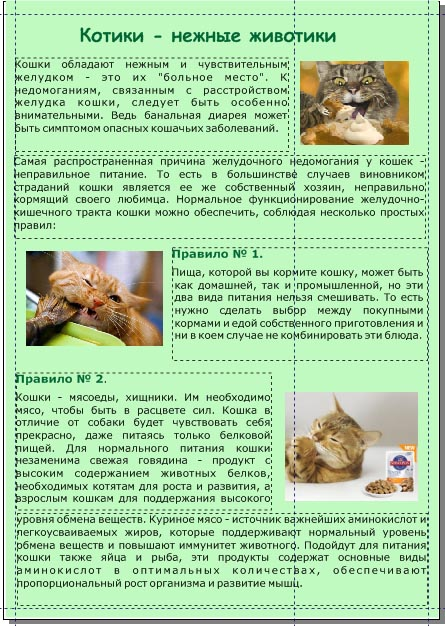 Котики - нежные животики
Кошки обладают нежным и чувствительным
желудком - это их "больное место". К
недомоганиям, связанным с расстройством
желудка кошки, следует быть особенно
внимательными. Ведь банальная диарея может
быть симптомом опасных кошачьих заболеваний.
Самая распространенная причина желудочного недомогания у кошек -
неправильное питание. То есть в большинстве случаев виновником
страданий кошки является ее же собственный хозяин, неправильно
кормящий своего любимца. Нормальное функционирование желудочно-
кишечного тракта кошки можно обеспечить, соблюдая несколько простых
правил:
Правило № 1.
Пища, которой вы кормите кошку, может быть
как домашней, так и промышленной, но эти
два вида питания нельзя смешивать. То есть
нужно сделать выбор между покупными
кормами и едой собственного приготовления и
ни в коем случае не комбинировать эти блюда.
Правило № 2.
Кошки - мясоеды, хищники. Им необходимо
мясо, чтобы быть в расцвете сил. Кошка в
отличие от собаки будет чувствовать себя
прекрасно, даже питаясь только белковой
пищей. Для нормального питания кошки
незаменима свежая говядина - продукт с
высоким содержанием животных белков,
необходимых котятам для роста и развития, а
взрослым кошкам для поддержания высокого
NEW
уровня обмена веществ. Куриное мясо - источник важнейших аминокислот и
легкоусваиваемых жиров, которые поддерживают нормальный уровень
обмена веществ и повышают иммунитет животного. Подойдут для питания
кошки также яйца и рыба, эти продукты содержат основные виды
аминокислот в оптимальных количествах, обеспечивают
пропорциональный рост организма и развитие мышц.